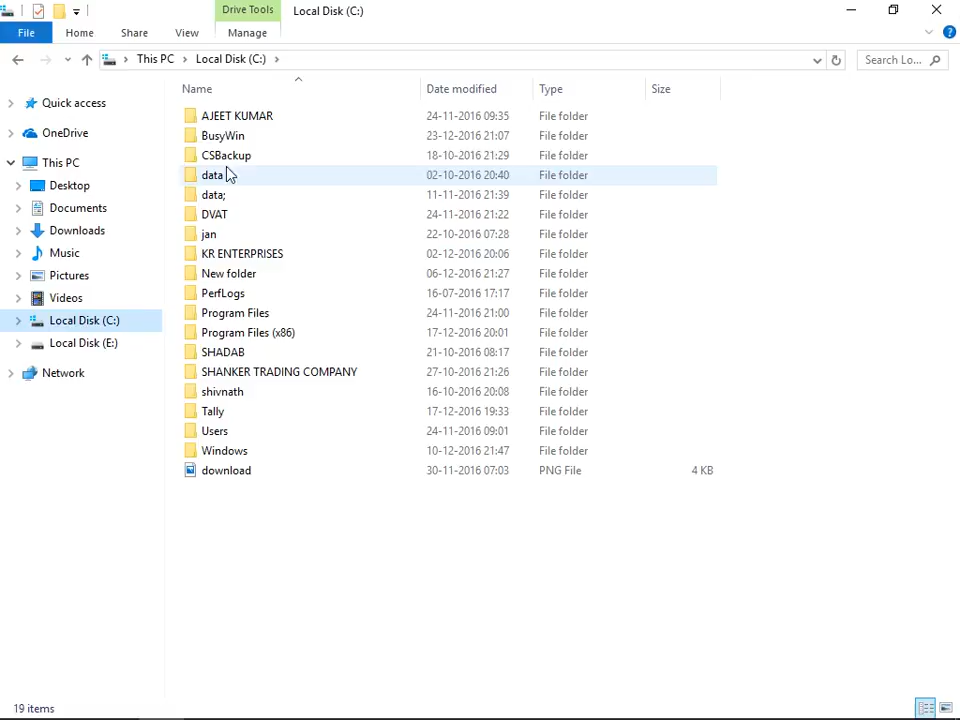 Drive Tools
Local Disk (C:)
File
Home
Share
View
Manage
This PC
Local Disk (C:)
Search Lo...
Name
Date modified
Type
Size
Quick access
OneDrive
This PC
Desktop
Documents
Downloads
Music
Pictures
Videos
Local Disk (C:)
Local Disk (E:)
Network
AJEET KUMAR 24-11-2016 09:35 File folder
BusyWin 23-12-2016 21:07 File folder
CSBackup 18-10-2016 21:29 File folder
data 02-10-2016 20:40 File folder
data; 11-11-2016 21:39 File folder
DVAT 24-11-2016 21:22 File folder
jan 22-10-2016 07:28 File folder
KR ENTERPRISES 02-12-2016 20:06 File folder
New folder 06-12-2016 21:27 File folder
PerfLogs 16-07-2016 17:17 File folder
Program Files 24-11-2016 21:00 File folder
Program Files (x86) 17-12-2016 20:01 File folder
SHADAB 21-10-2016 08:17 File folder
SHANKER TRADING COMPANY 27-10-2016 21:26 File folder
shivnath 16-10-2016 20:08 File folder
Tally 17-12-2016 19:33 File folder
Users 24-11-2016 09:01 File folder
Windows 10-12-2016 21:47 File folder
download 30-11-2016 07:03 PNG File 4 KB
19 items